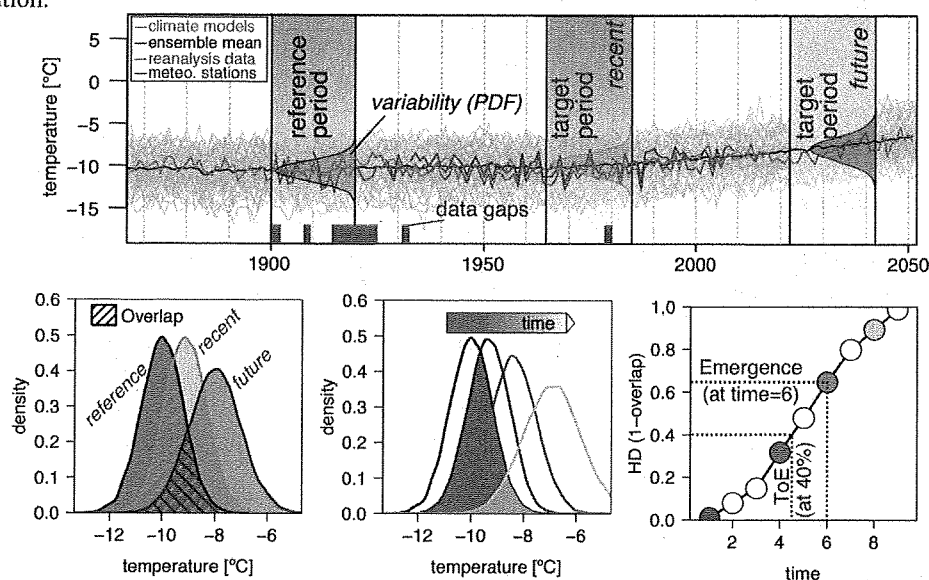 ation.
climate models
ensemble mean
reanalysis data
meteo. stations
temperature [°C]
5
0
−5
−10
−15
reference
period
variability (PDF)
target
period
recent
target
period
future
data gaps
1900
1950
2000
2050
Overlap
reference
recent
future
density
0.6
0.5
0.4
0.3
0.2
0.1
0.0
−12
−10
−8
−6
temperature [°C]
time
density
0.6
0.5
0.4
0.3
0.2
0.1
0.0
−12
−10
−8
−6
temperature [°C]
HD (1−overlap)
1.0
0.8
0.6
0.4
0.2
0.0
Emergence
(at time=6)
ToE
(at 40%)
2
4
6
8
time